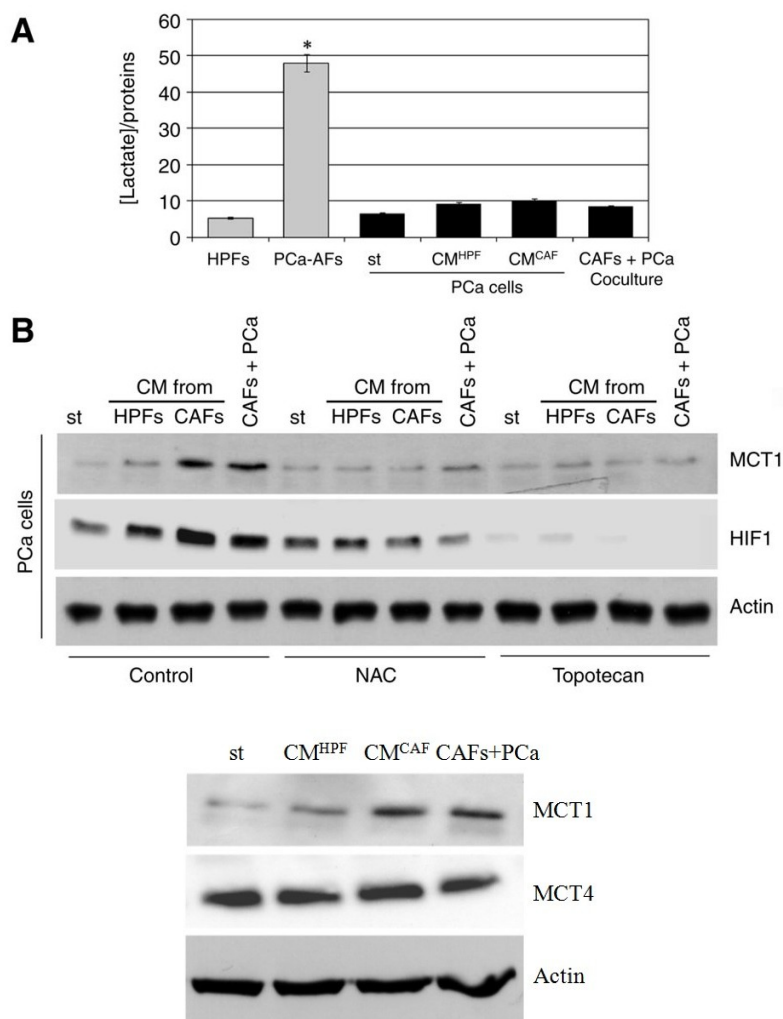 A
60
50
40
30
20
10
0
[Lactate]/proteins
*
HPFs PCa-AFs st CM^HPF CM^CAF CAFs + PCa
PCa cells Coculture
B
CM from CAFs + PCa CM from CAFs + PCa CM from CAFs + PCa
st HPFs CAFs st HPFs CAFs st HPFs CAFs
PCa cells
MCT1
HIF1
Actin
Control NAC Topotecan
st CM^HPF CM^CAF CAFs+PCa
MCT1
MCT4
Actin